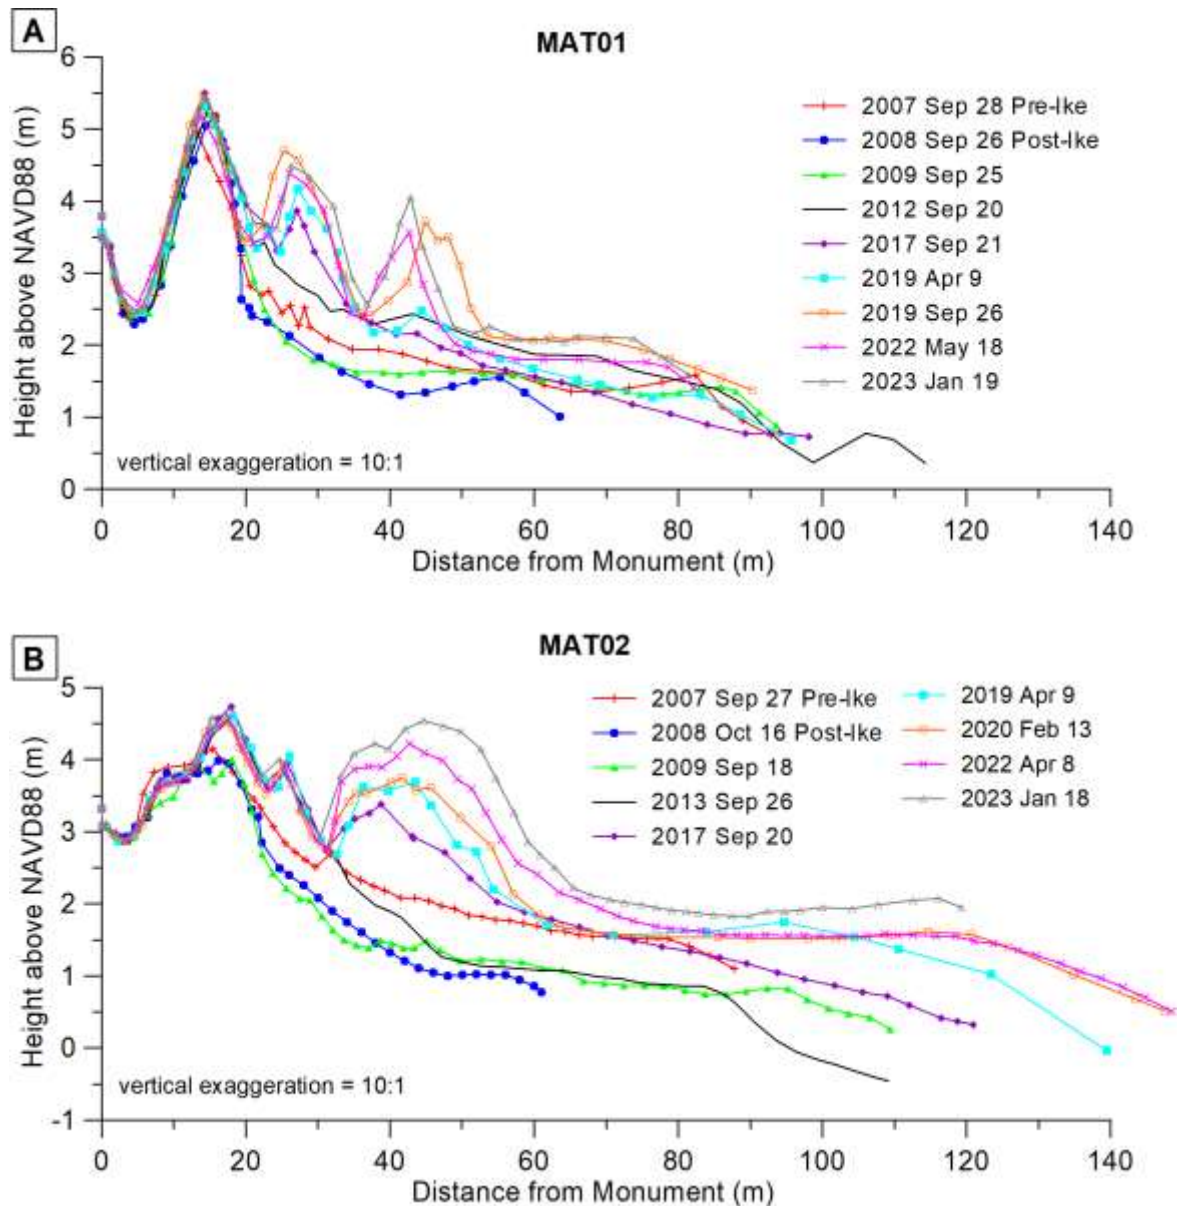 A
MAT01
6
5
4
3
2
1
0
Height above NAVD88 (m)
2007 Sep 28 Pre-Ike
2008 Sep 26 Post-Ike
2009 Sep 25
2012 Sep 20
2017 Sep 21
2019 Apr 9
2019 Sep 26
2022 May 18
2023 Jan 19
vertical exaggeration = 10:1
0 20 40 60 80 100 120 140
Distance from Monument (m)
B
MAT02
5
4
3
2
1
0
-1
Height above NAVD88 (m)
2007 Sep 27 Pre-Ike
2008 Oct 16 Post-Ike
2009 Sep 18
2013 Sep 26
2017 Sep 20
2019 Apr 9
2020 Feb 13
2022 Apr 8
2023 Jan 18
vertical exaggeration = 10:1
0 20 40 60 80 100 120 140
Distance from Monument (m)